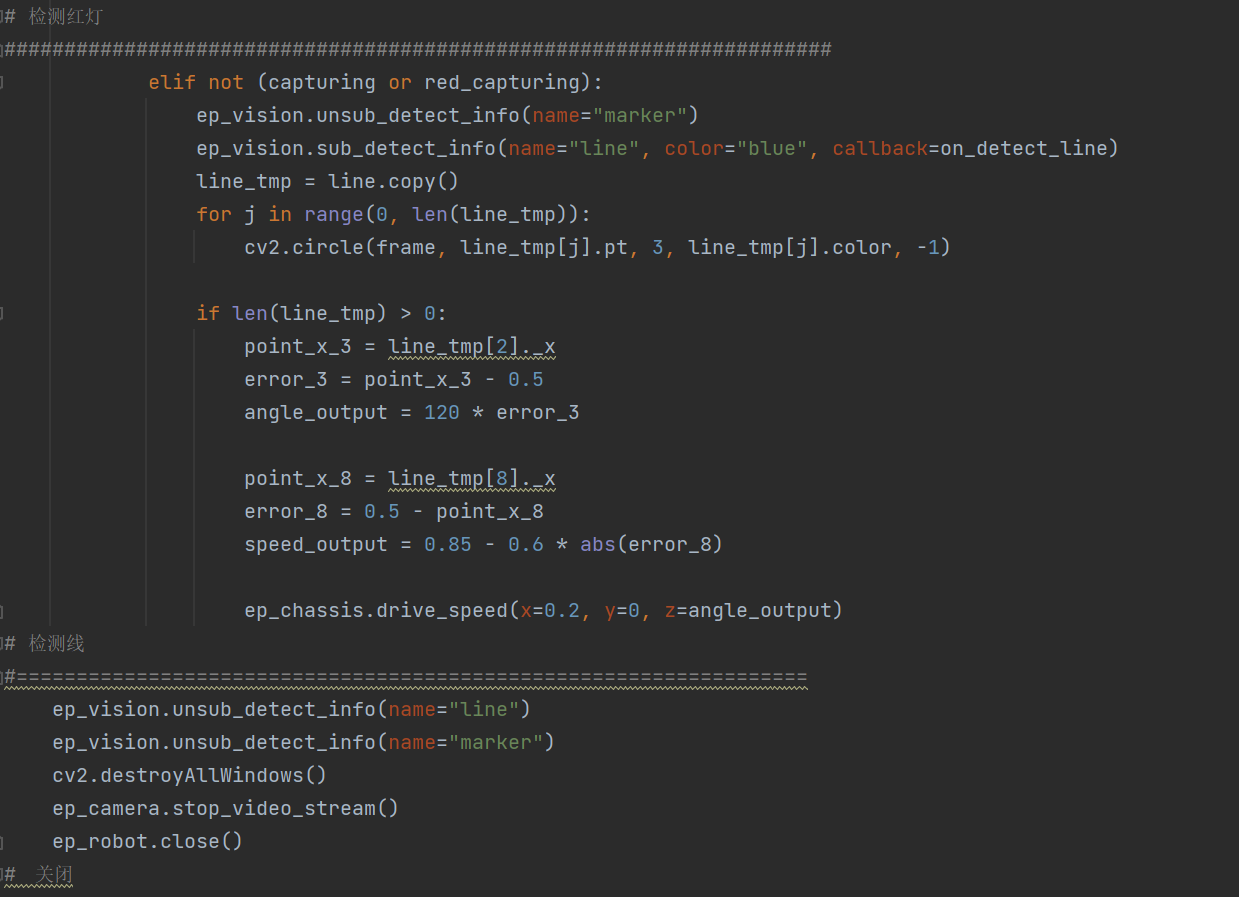 # 检测红灯
#####################################################################
elif not (capturing or red_capturing):
ep_vision.unsub_detect_info(name="marker")
ep_vision.sub_detect_info(name="line", color="blue", callback=on_detect_line)
line_tmp = line.copy()
for j in range(0, len(line_tmp)):
cv2.circle(frame, line_tmp[j].pt, 3, line_tmp[j].color, -1)
if len(line_tmp) > 0:
point_x_3 = line_tmp[2]._x
error_3 = point_x_3 - 0.5
angle_output = 120 * error_3
point_x_8 = line_tmp[8]._x
error_8 = 0.5 - point_x_8
speed_output = 0.85 - 0.6 * abs(error_8)
ep_chassis.drive_speed(x=0.2, y=0, z=angle_output)
# 检测线
#==================================================================
ep_vision.unsub_detect_info(name="line")
ep_vision.unsub_detect_info(name="marker")
cv2.destroyAllWindows()
ep_camera.stop_video_stream()
ep_robot.close()
#  关闭